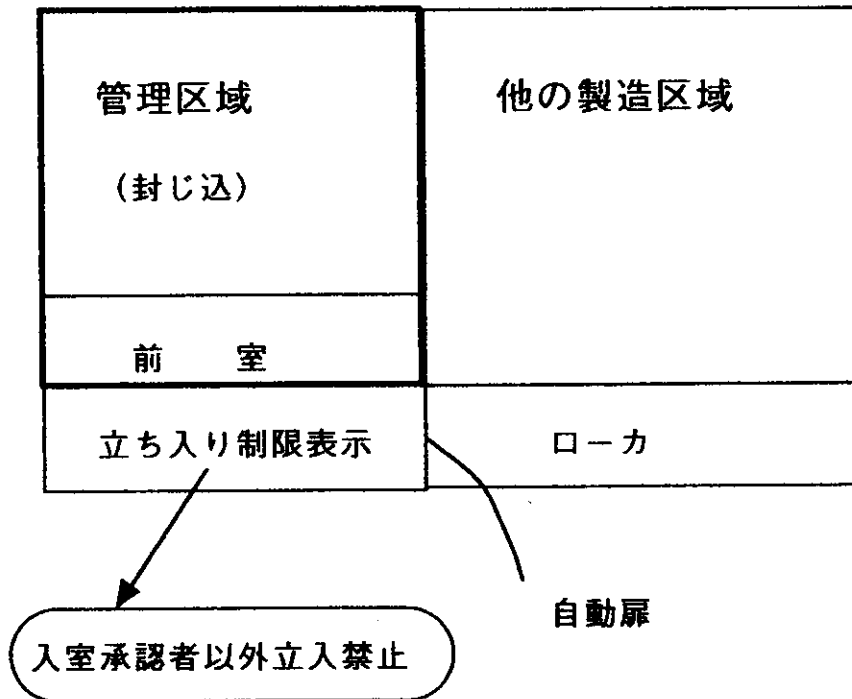 管理区域
他の製造区域
(封じ込)
前 室
立ち入り制限表示
ローカ
自動扉
入室承認者以外立入禁止